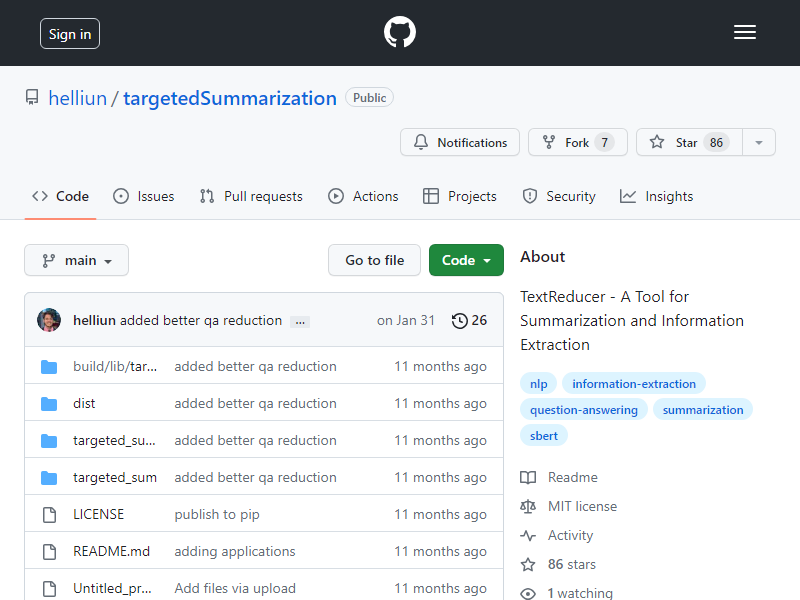 Sign in
helliun / targetedSummarization Public
Notifications Fork 7 Star 86
Code Issues Pull requests Actions Projects Security Insights
main Go to file Code
helliun added better qa reduction ... on Jan 31 26
build/lib/tar... added better qa reduction 11 months ago
dist added better qa reduction 11 months ago
targeted_su... added better qa reduction 11 months ago
targeted_sum added better qa reduction 11 months ago
LICENSE publish to pip 11 months ago
README.md adding applications 11 months ago
Untitled_pr... Add files via upload 11 months ago
About
TextReducer - A Tool for
Summarization and Information
Extraction
nlp information-extraction
question-answering summarization
sbert
Readme
MIT license
Activity
86 stars
1 watching